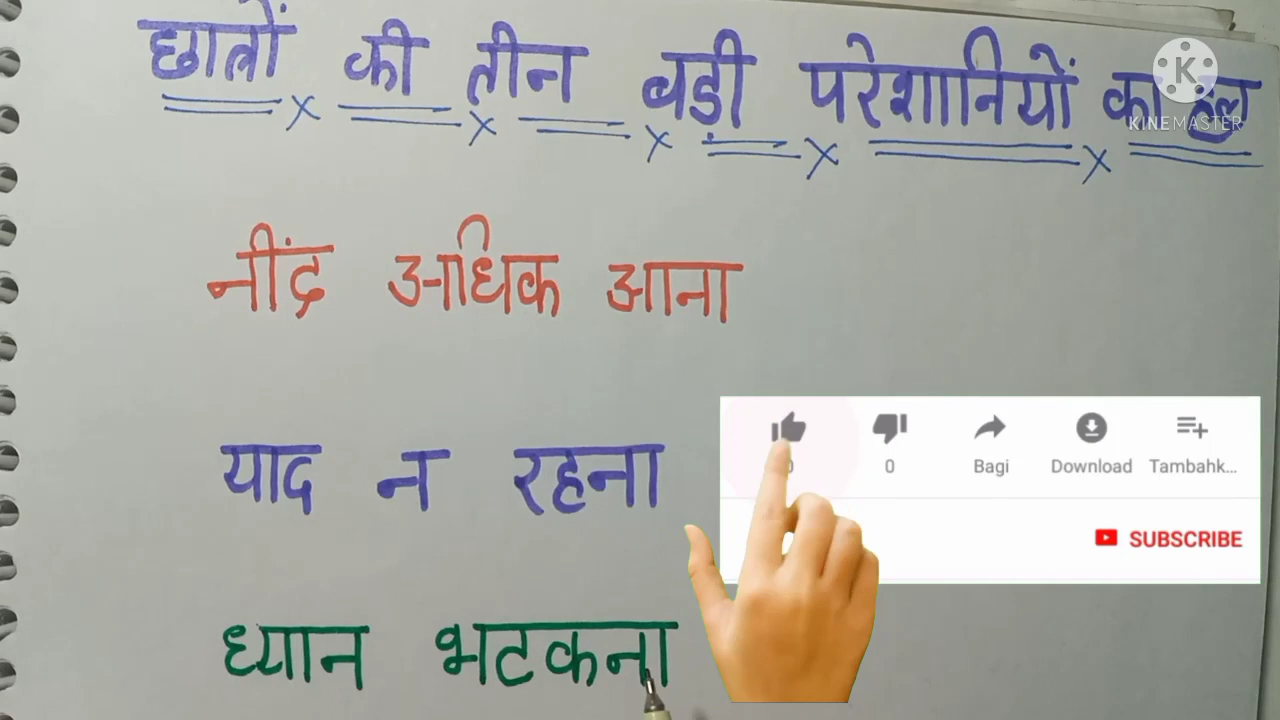 छात्रों की तीन बड़ी परेशानियों का हल
KINEMASTER
नींद अधिक आना
0 Bagi Download Tambahk...
याद न रहना
SUBSCRIBE
ध्यान भटकना